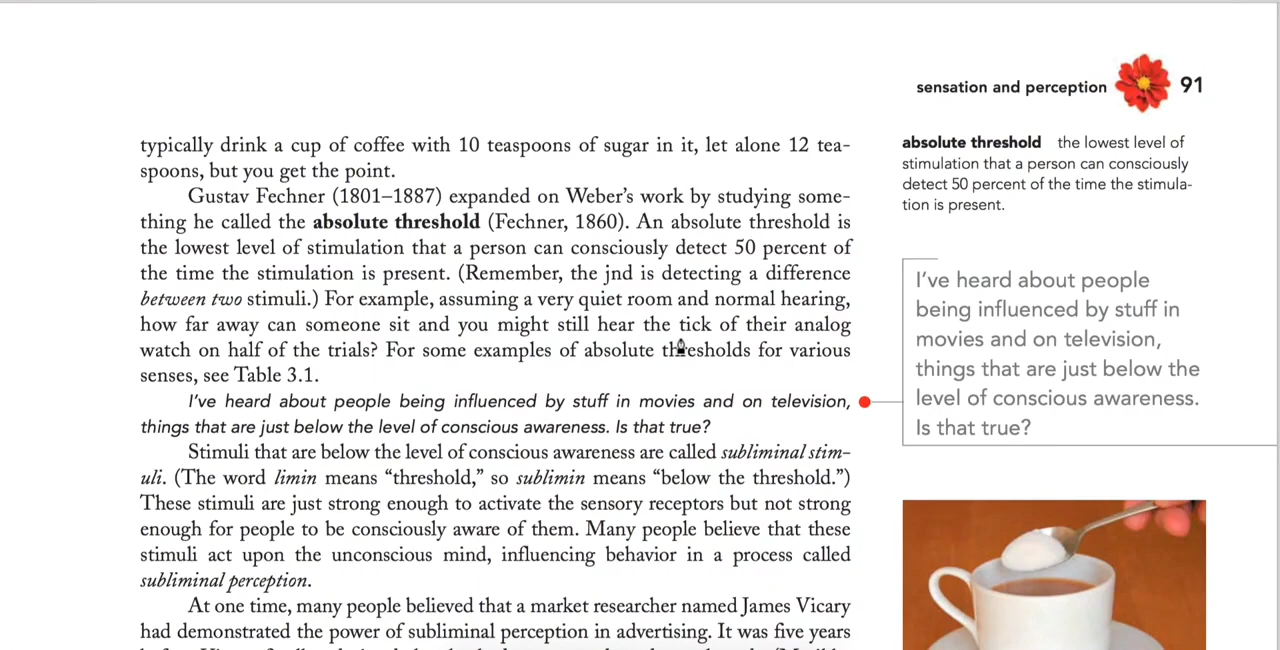 sensation and perception 91
typically drink a cup of coffee with 10 teaspoons of sugar in it, let alone 12 tea-
spoons, but you get the point.
Gustav Fechner (1801–1887) expanded on Weber’s work by studying some-
thing he called the absolute threshold (Fechner, 1860). An absolute threshold is
the lowest level of stimulation that a person can consciously detect 50 percent of
the time the stimulation is present. (Remember, the jnd is detecting a difference
between two stimuli.) For example, assuming a very quiet room and normal hearing,
how far away can someone sit and you might still hear the tick of their analog
watch on half of the trials? For some examples of absolute thresholds for various
senses, see Table 3.1.
I’ve heard about people being influenced by stuff in movies and on television,
things that are just below the level of conscious awareness. Is that true?
Stimuli that are below the level of conscious awareness are called subliminal stim-
uli. (The word limin means “threshold,” so sublimin means “below the threshold.”)
These stimuli are just strong enough to activate the sensory receptors but not strong
enough for people to be consciously aware of them. Many people believe that these
stimuli act upon the unconscious mind, influencing behavior in a process called
subliminal perception.
At one time, many people believed that a market researcher named James Vicary
had demonstrated the power of subliminal perception in advertising. It was five years
absolute threshold the lowest level of
stimulation that a person can consciously
detect 50 percent of the time the stimula-
tion is present.
I’ve heard about people
being influenced by stuff in
movies and on television,
things that are just below the
level of conscious awareness.
Is that true?